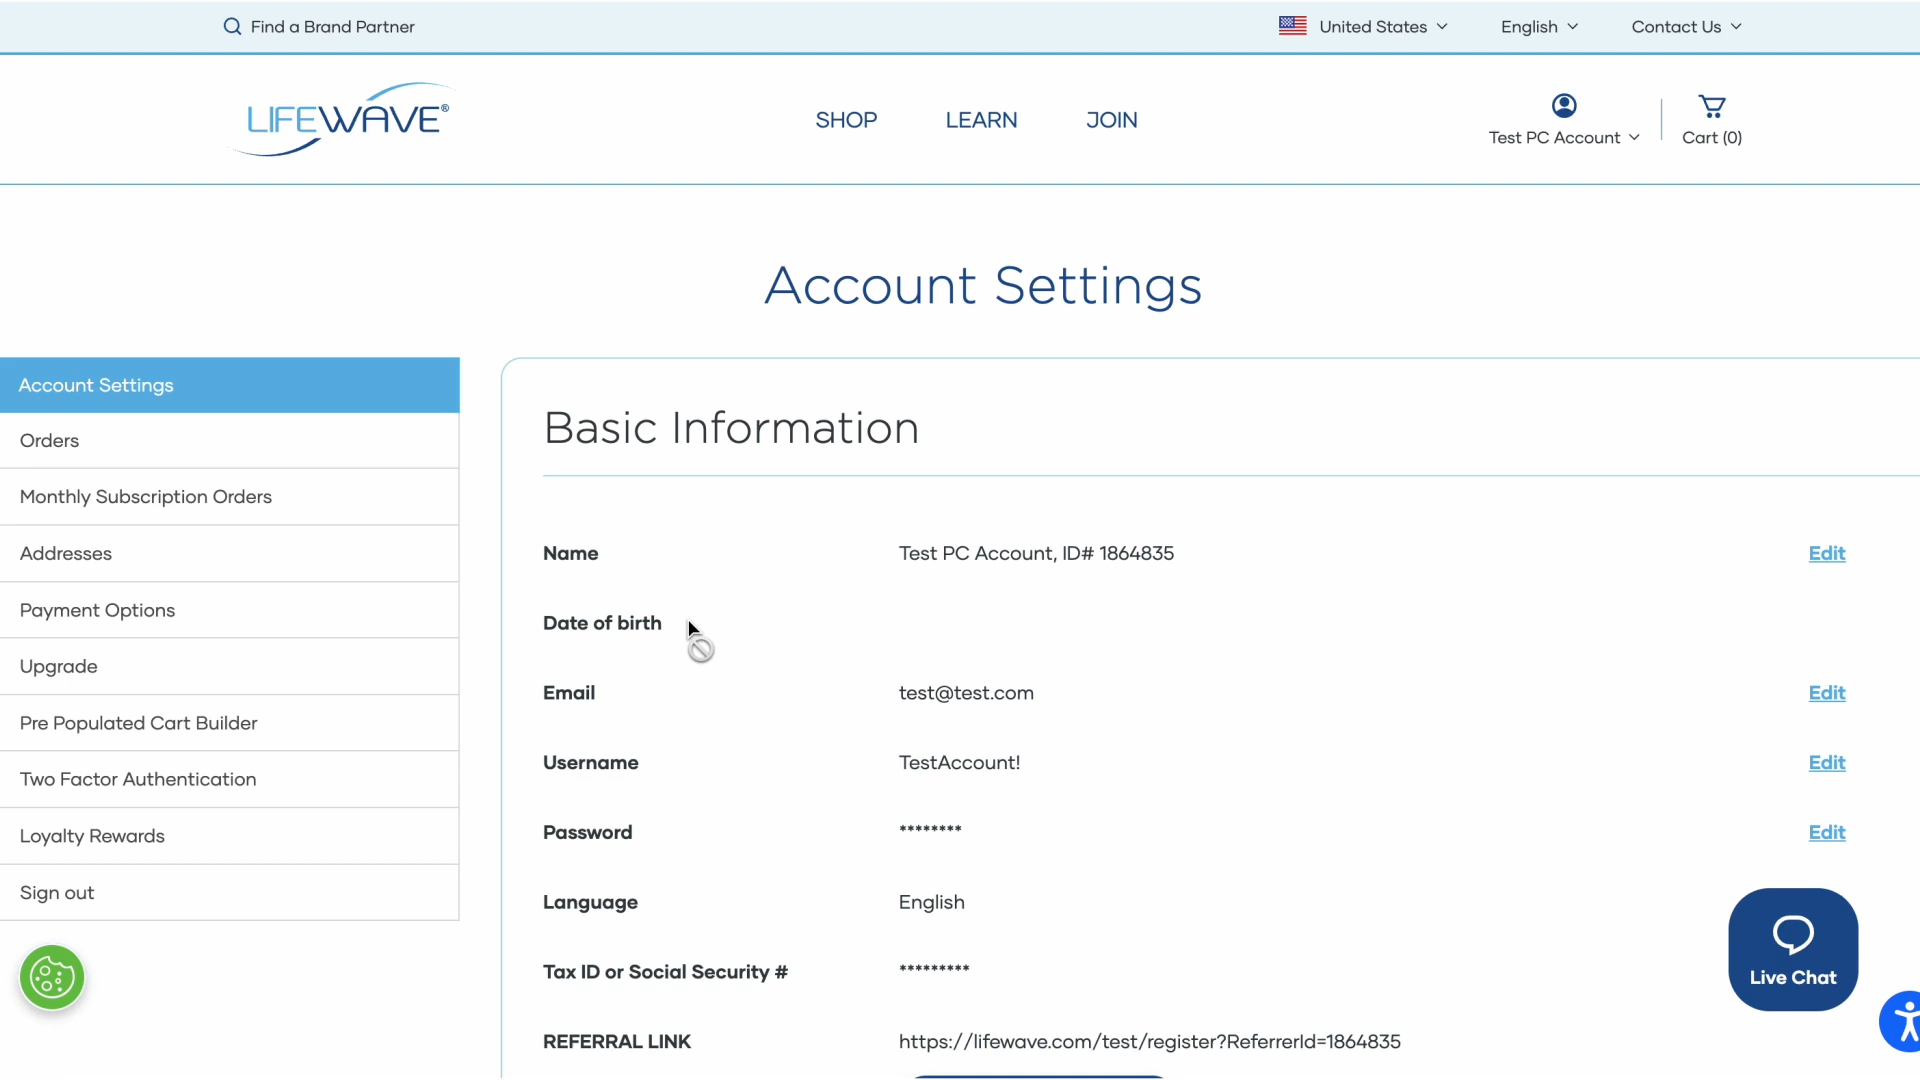 Find a Brand Partner
United States
English
Contact Us
LIFEWAVE®
SHOP
LEARN
JOIN
Test PC Account
Cart (0)
Account Settings
Account Settings
Orders
Monthly Subscription Orders
Addresses
Payment Options
Upgrade
Pre Populated Cart Builder
Two Factor Authentication
Loyalty Rewards
Sign out
Basic Information
Name Test PC Account, ID# 1864835 Edit
Date of birth
Email test@test.com Edit
Username TestAccount! Edit
Password ******** Edit
Language English
Tax ID or Social Security # *********
REFERRAL LINK https://lifewave.com/test/register?ReferrerId=1864835
Live Chat